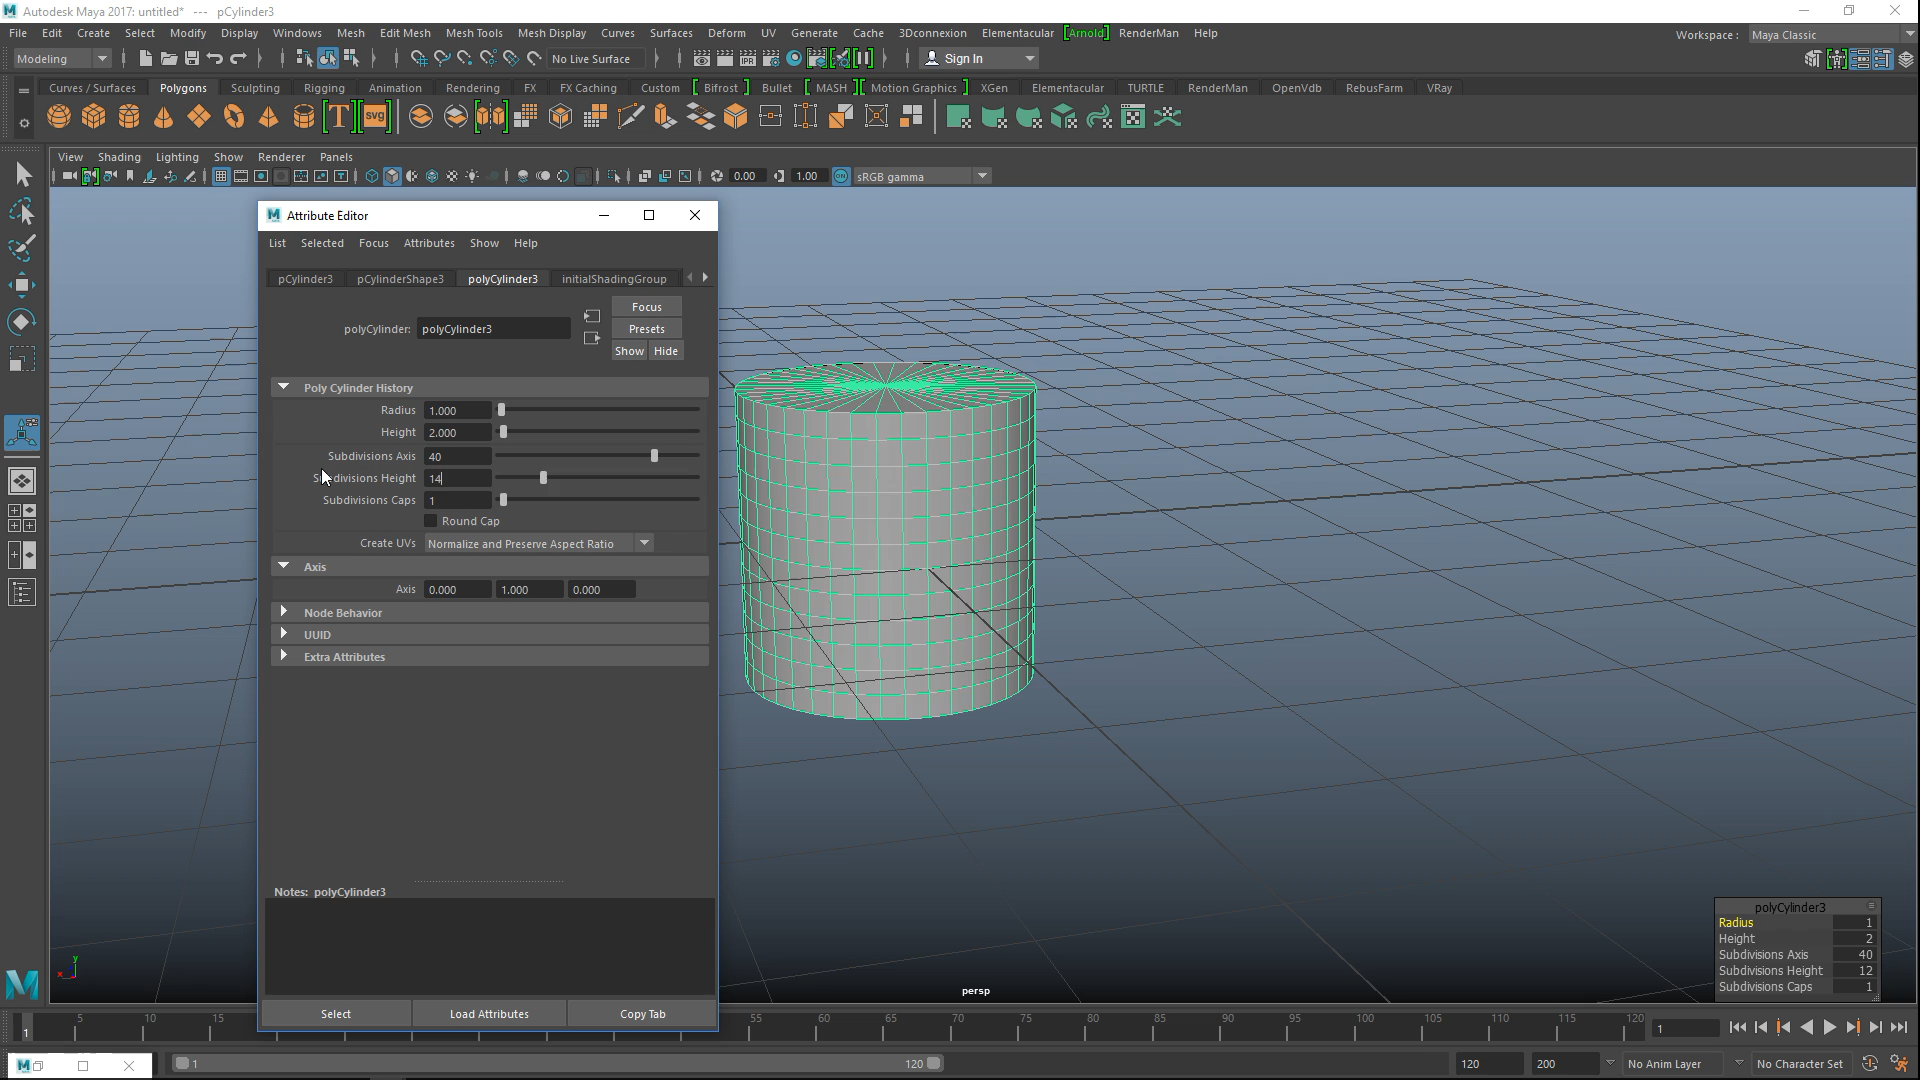 Autodesk Maya 2017: untitled* --- pCylinder3
File Edit Create Select Modify Display Windows Mesh Edit Mesh Mesh Tools Mesh Display Curves Surfaces Deform UV Generate Cache 3Dconnexion Elementacular [Arnold] RenderMan Help
Workspace : Maya Classic
Modeling No Live Surface IPR Sign In
Curves / Surfaces Polygons Sculpting Rigging Animation Rendering FX FX Caching Custom Bifrost Bullet MASH Motion Graphics XGen Elementacular TURTLE RenderMan OpenVdb RebusFarm VRay
T svg
View Shading Lighting Show Renderer Panels
0.00 1.00 ON sRGB gamma
Attribute Editor
List Selected Focus Attributes Show Help
pCylinder3 pCylinderShape3 polyCylinder3 initialShadingGroup
Focus
polyCylinder: polyCylinder3
Presets
Show Hide
Poly Cylinder History
Radius 1.000
Height 2.000
Subdivisions Axis 40
Subdivisions Height 14
Subdivisions Caps 1
Round Cap
Create UVs Normalize and Preserve Aspect Ratio
Axis
Axis 0.000 1.000 0.000
Node Behavior
UUID
Extra Attributes
Notes: polyCylinder3
Select Load Attributes Copy Tab
y
x
persp
polyCylinder3
Radius 1
Height 2
Subdivisions Axis 40
Subdivisions Height 12
Subdivisions Caps 1
1 5 10 15 55 60 65 70 75 80 85 90 95 100 105 110 115 120 1
1 120 120 200 No Anim Layer No Character Set